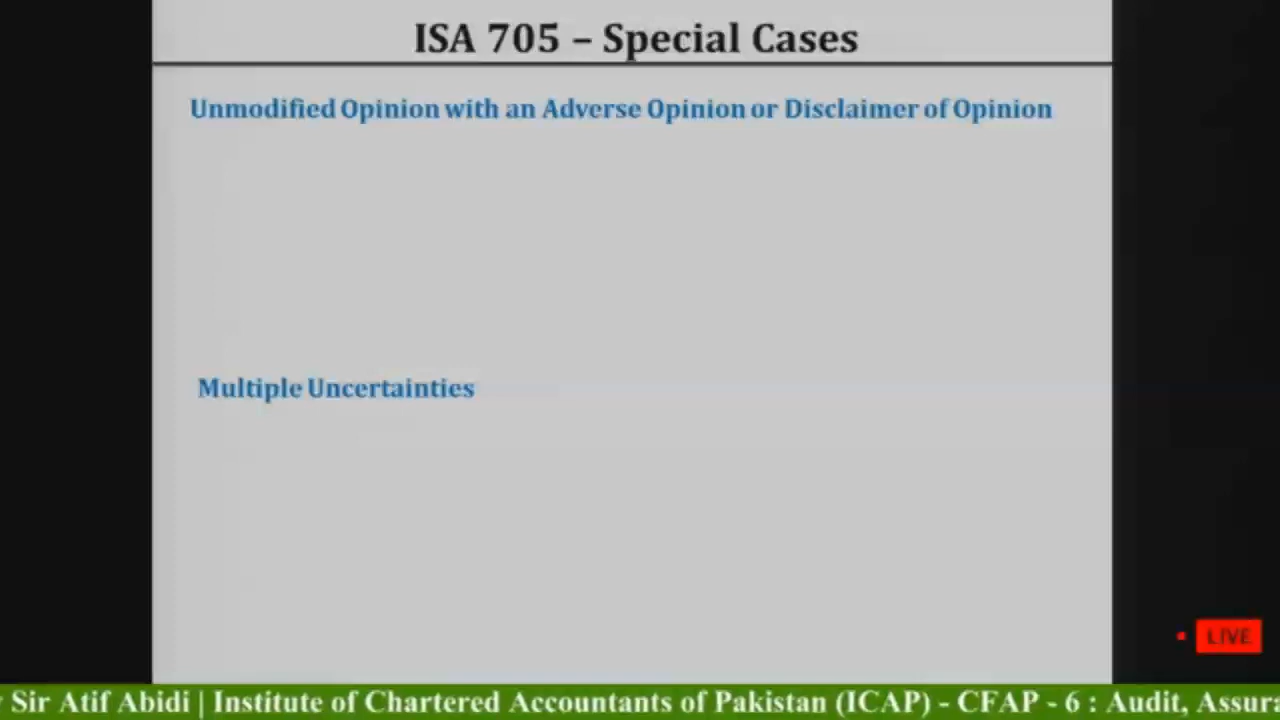 ISA 705 – Special Cases
Unmodified Opinion with an Adverse Opinion or Disclaimer of Opinion
Multiple Uncertainties
LIVE
Sir Atif Abidi | Institute of Chartered Accountants of Pakistan (ICAP) - CFAP - 6 : Audit, Assura